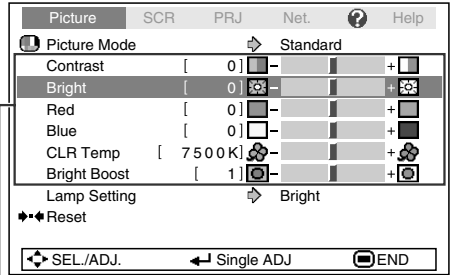 Picture SCR PRJ Net. ? Help
Picture Mode Standard
Contrast [ 0] − +
Bright [ 0] − +
Red [ 0] − +
Blue [ 0] − +
CLR Temp [ 7500K] − +
Bright Boost [ 1] − +
Lamp Setting Bright
Reset
SEL./ADJ. Single ADJ END